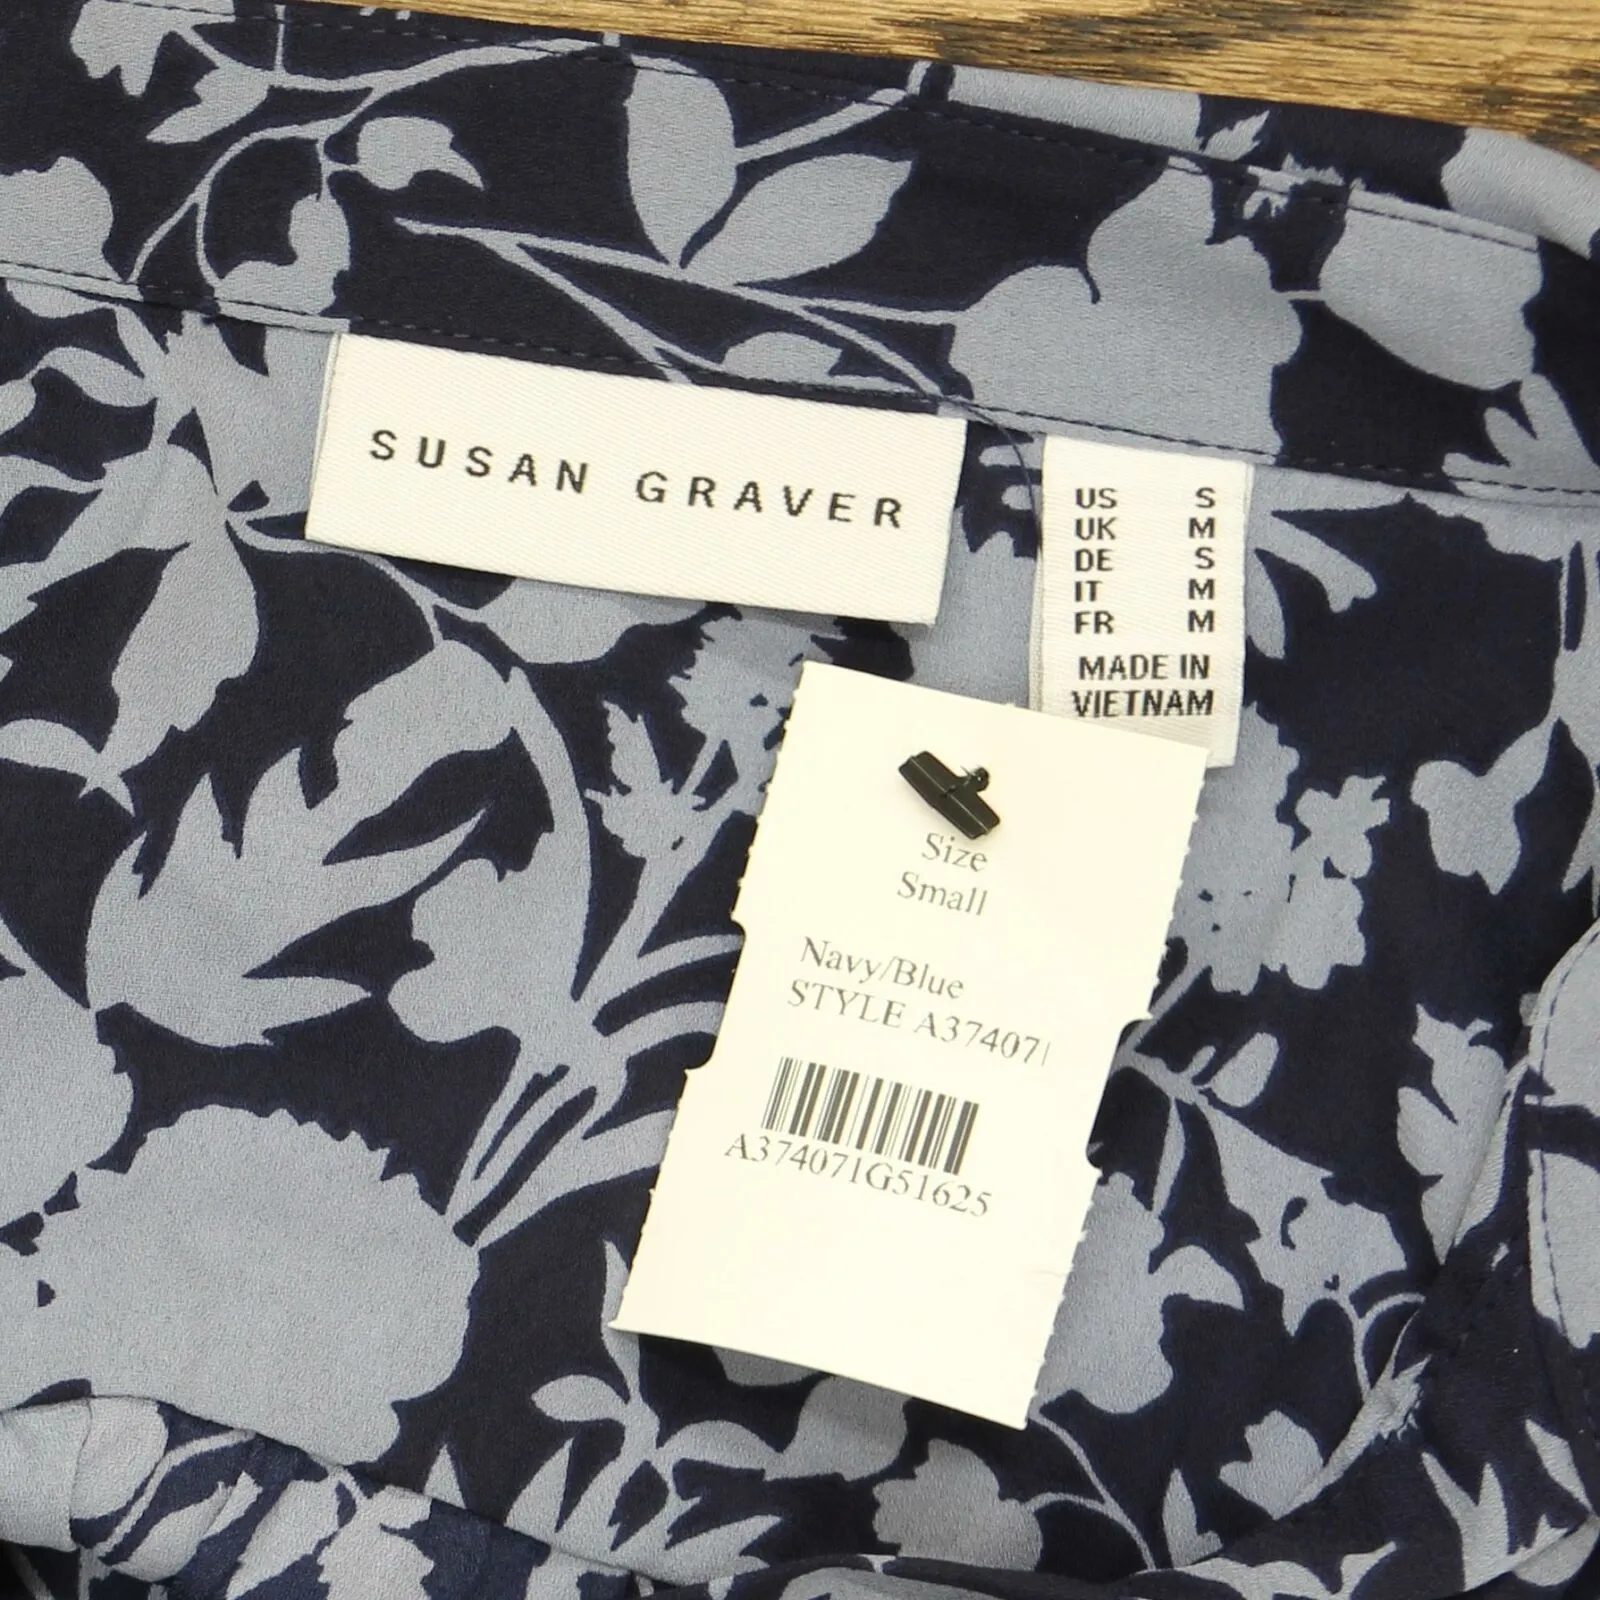 SUSAN GRAVER
US S
UK M
DE S
IT M
FR M
MADE IN
VIETNAM
Size
Small
Navy/Blue
STYLE A374071
A374071G51625